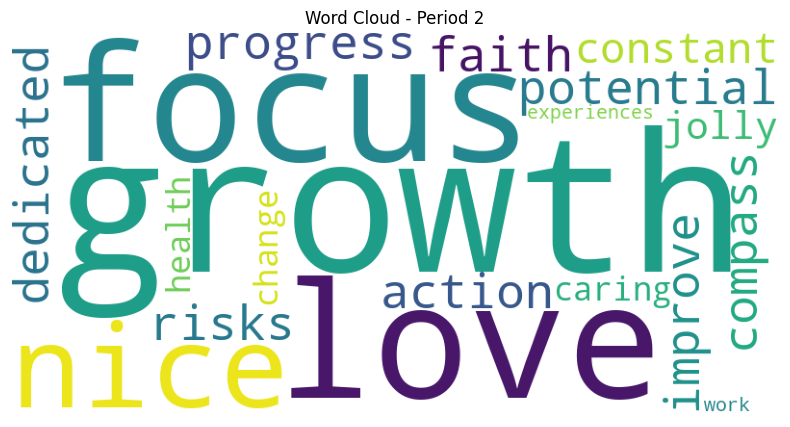 Word Cloud - Period 2
progress
faith
constant
dedicated
focus
potential
experiences
jolly
growth
health
change
compass
improve
love
action
caring
risks
nice
work